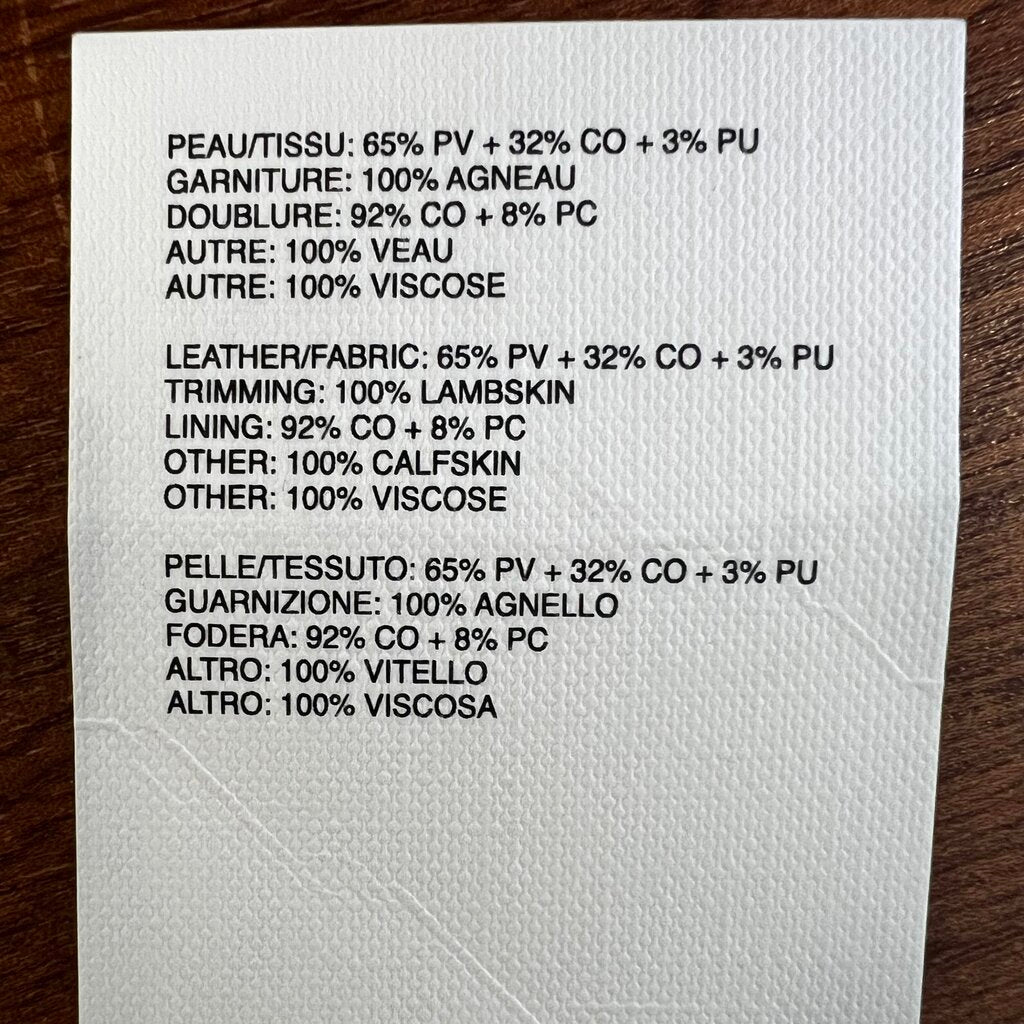 PEAU/TISSU: 65% PV + 32% CO + 3% PU
GARNITURE: 100% AGNEAU
DOUBLURE: 92% CO + 8% PC
AUTRE: 100% VEAU
AUTRE: 100% VISCOSE
LEATHER/FABRIC: 65% PV + 32% CO + 3% PU
TRIMMING: 100% LAMBSKIN
LINING: 92% CO + 8% PC
OTHER: 100% CALFSKIN
OTHER: 100% VISCOSE
PELLE/TESSUTO: 65% PV + 32% CO + 3% PU
GUARNIZIONE: 100% AGNELLO
FODERA: 92% CO + 8% PC
ALTRO: 100% VITELLO
ALTRO: 100% VISCOSA